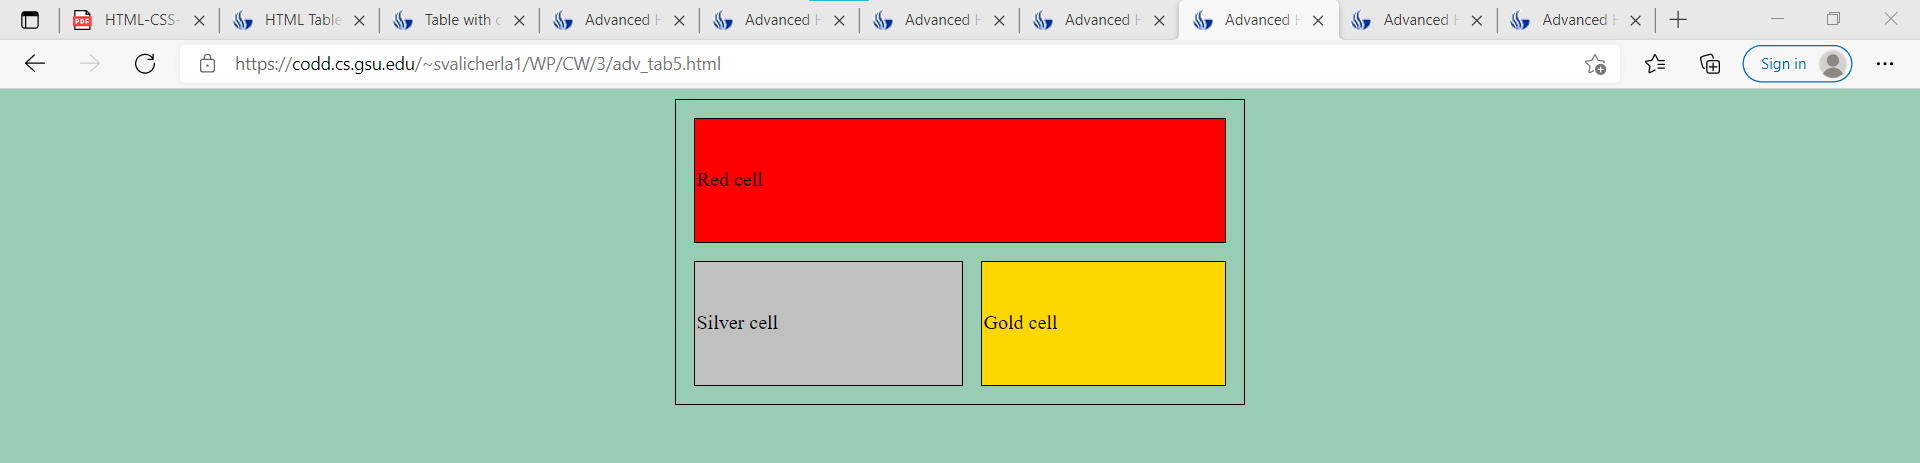 HTML-CSS-
HTML Table
Table with c
Advanced H
Advanced H
Advanced H
Advanced H
Advanced H
Advanced H
Advanced H
https://codd.cs.gsu.edu/~svalicherla1/WP/CW/3/adv_tab5.html
Sign in
PDF
Red cell
Silver cell
Gold cell